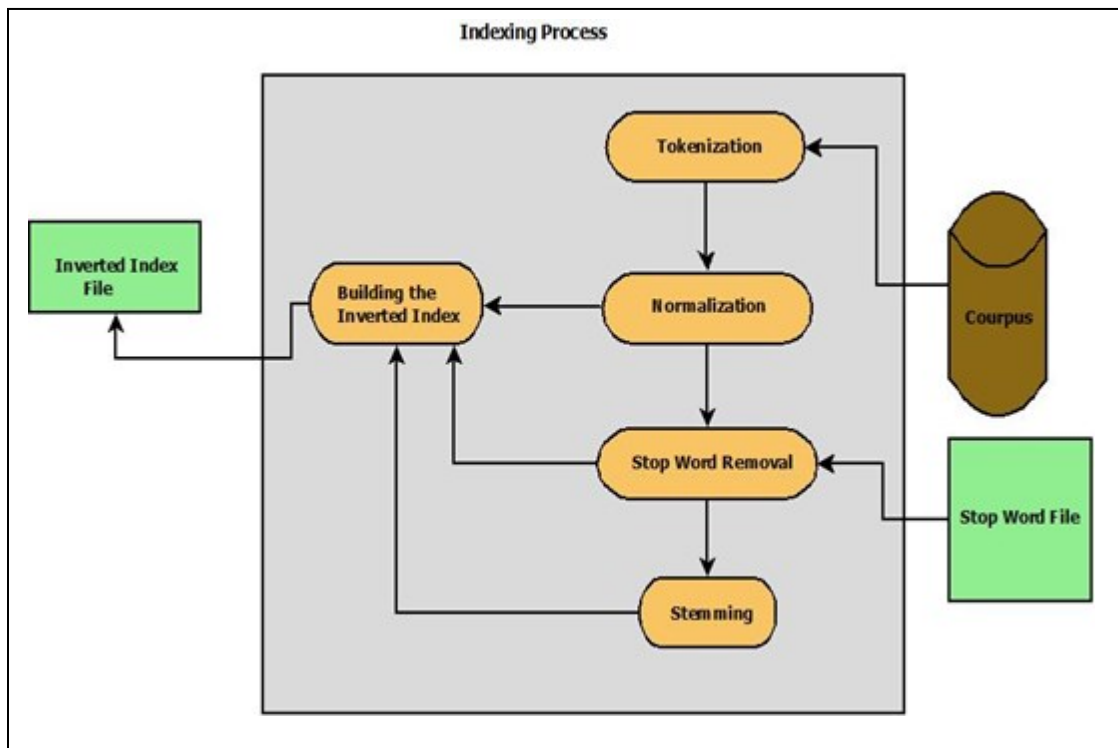 Indexing Process
Tokenization
Inverted Index
File
Building the
Inverted Index
Normalization
Courpus
Stop Word Removal
Stop Word File
Stemming